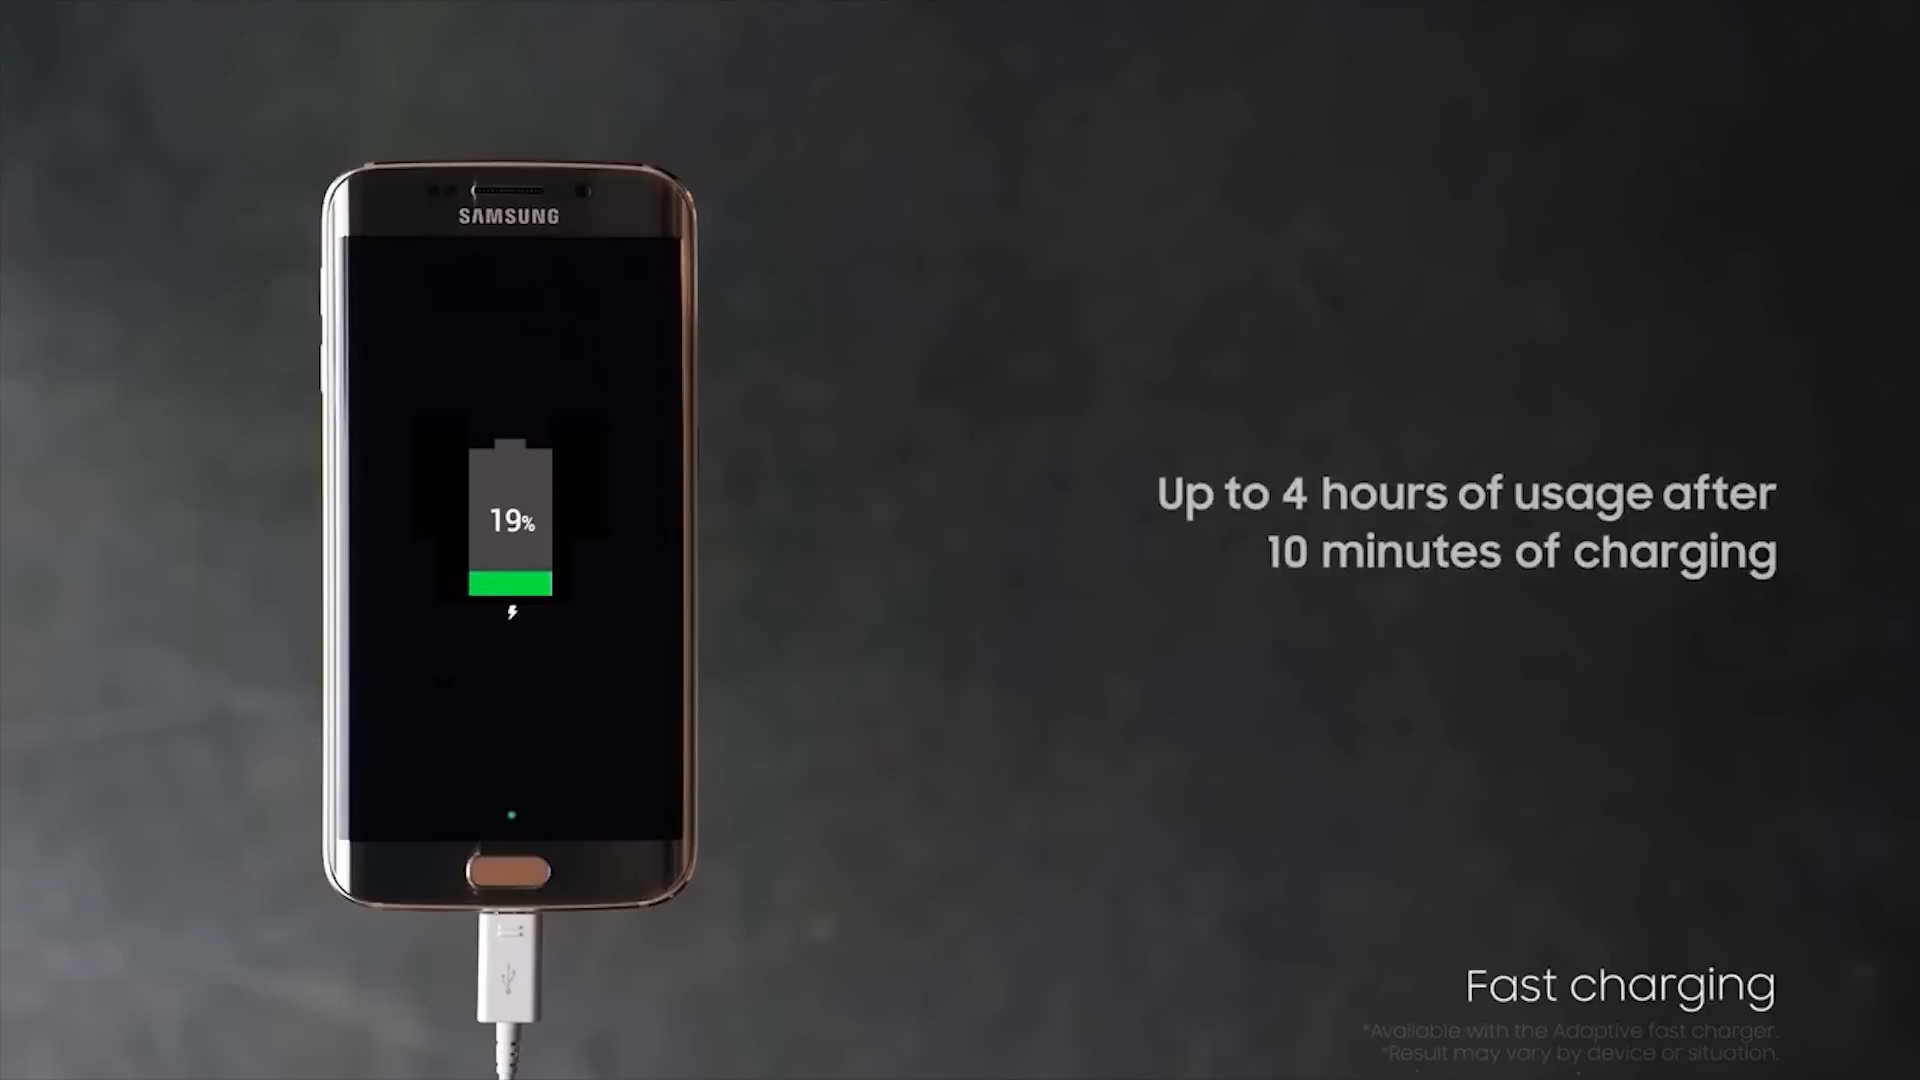 SAMSUNG
19%
Up to 4 hours of usage after
10 minutes of charging
Fast charging
*Available with the Adaptive fast charger.
*Result may vary by device or situation.